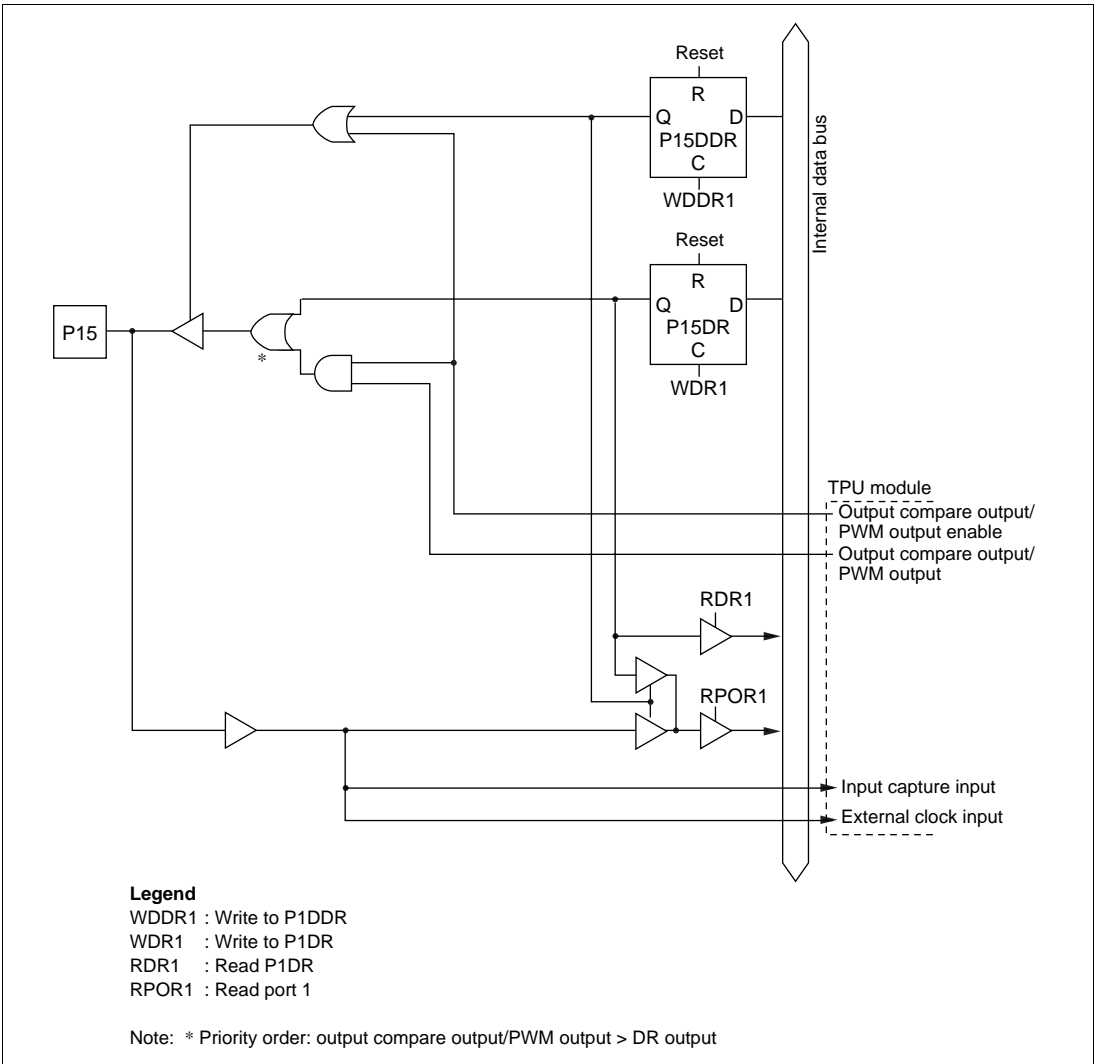 Reset
R
Q D
P15DDR
C
WDDR1
Internal data bus
Reset
R
Q D
P15DR
C
WDR1
P15
*
TPU module
Output compare output/
PWM output enable
Output compare output/
PWM output
RDR1
RPOR1
Input capture input
External clock input
Legend
WDDR1 : Write to P1DDR
WDR1 : Write to P1DR
RDR1 : Read P1DR
RPOR1 : Read port 1
Note: * Priority order: output compare output/PWM output > DR output